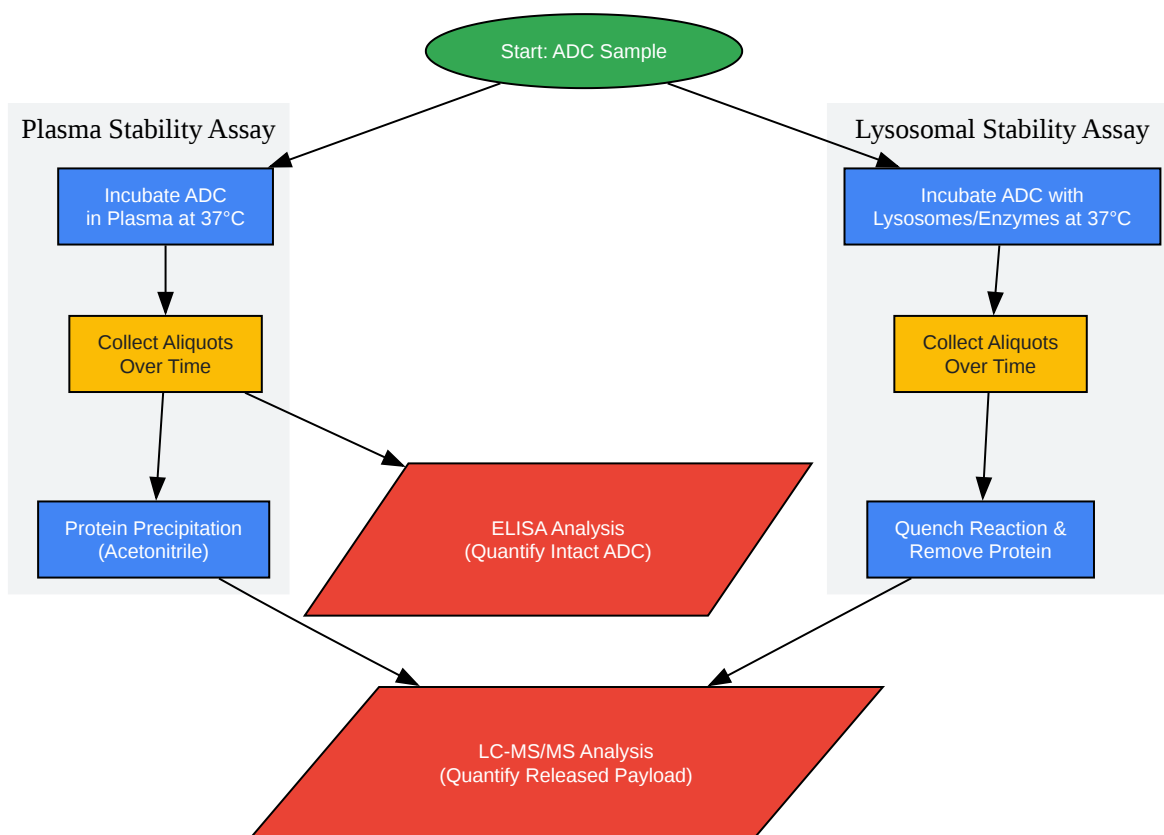 Start: ADC Sample
Plasma Stability Assay
Lysosomal Stability Assay
Incubate ADC
in Plasma at 37°C
Incubate ADC with
Lysosomes/Enzymes at 37°C
Collect Aliquots
Over Time
Collect Aliquots
Over Time
Protein Precipitation
(Acetonitrile)
ELISA Analysis
(Quantify Intact ADC)
Quench Reaction &
Remove Protein
LC-MS/MS Analysis
(Quantify Released Payload)